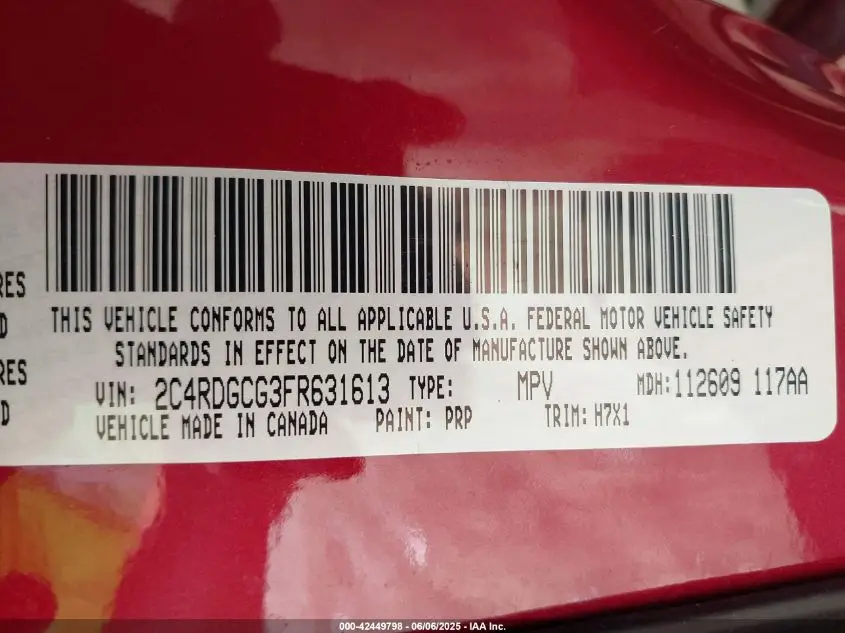 RES
D
THIS VEHICLE CONFORMS TO ALL APPLICABLE U.S.A. FEDERAL MOTOR VEHICLE SAFETY
STANDARDS IN EFFECT ON THE DATE OF MANUFACTURE SHOWN ABOVE.
RES
D
VIN: 2C4RDGCG3FR631613 TYPE: MPV MDH: 112609 117AA
VEHICLE MADE IN CANADA PAINT: PRP TRIM: H7X1
000-42449798 - 06/06/2025 - IAA Inc.